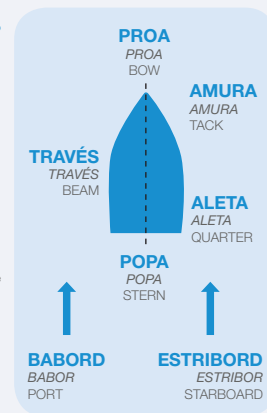 PROA
PROA
BOW
AMURA
AMURA
TACK
TRAVÉS
TRAVÉS
BEAM
ALETA
ALETA
QUARTER
POPA
POPA
STERN
BABORD
BABOR
PORT
ESTRIBORD
ESTRIBOR
STARBOARD